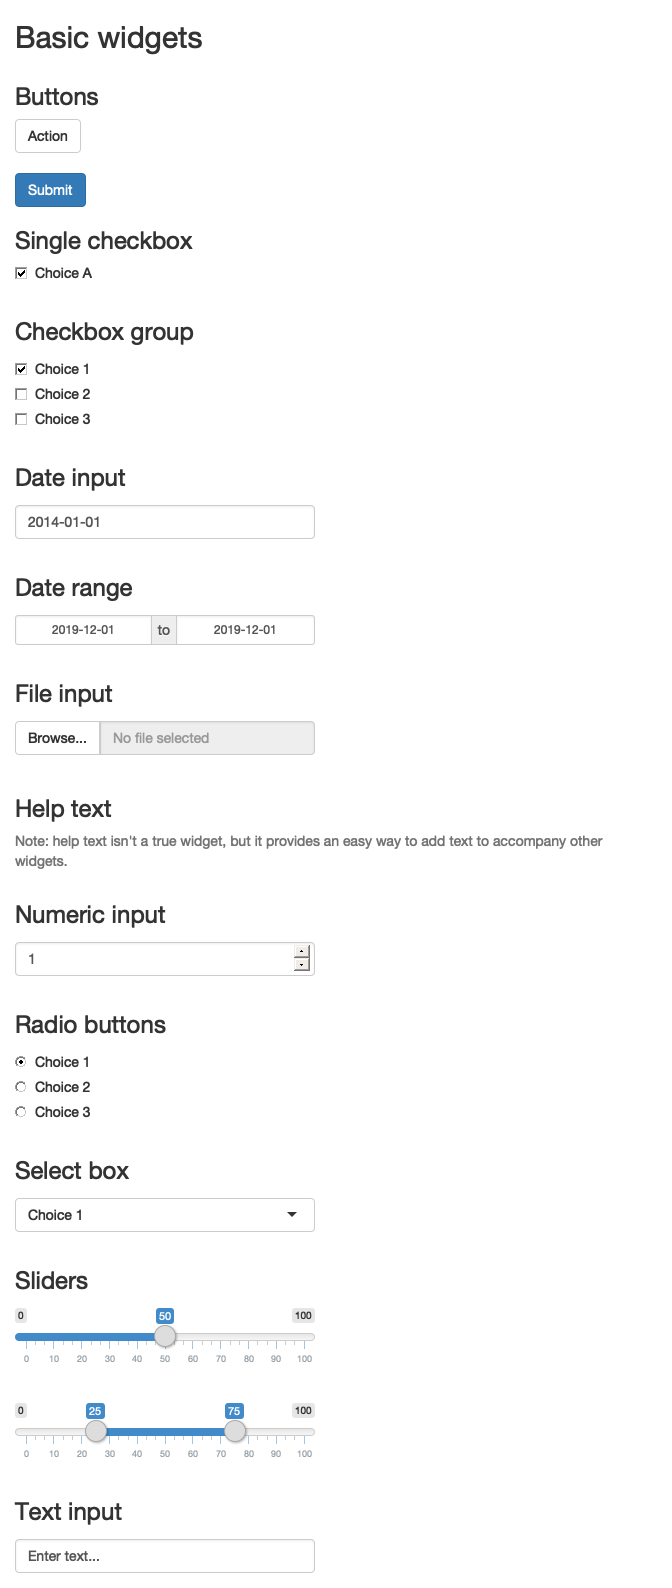 Basic widgets
Buttons
Action
Submit
Single checkbox
Choice A
Checkbox group
Choice 1
Choice 2
Choice 3
Date input
2014-01-01
Date range
2019-12-01 to 2019-12-01
File input
Browse... No file selected
Help text
Note: help text isn't a true widget, but it provides an easy way to add text to accompany other
widgets.
Numeric input
1
Radio buttons
Choice 1
Choice 2
Choice 3
Select box
Choice 1
Sliders
0 50 100
0 10 20 30 40 50 60 70 80 90 100
0 25 75 100
0 10 20 30 40 50 60 70 80 90 100
Text input
Enter text...